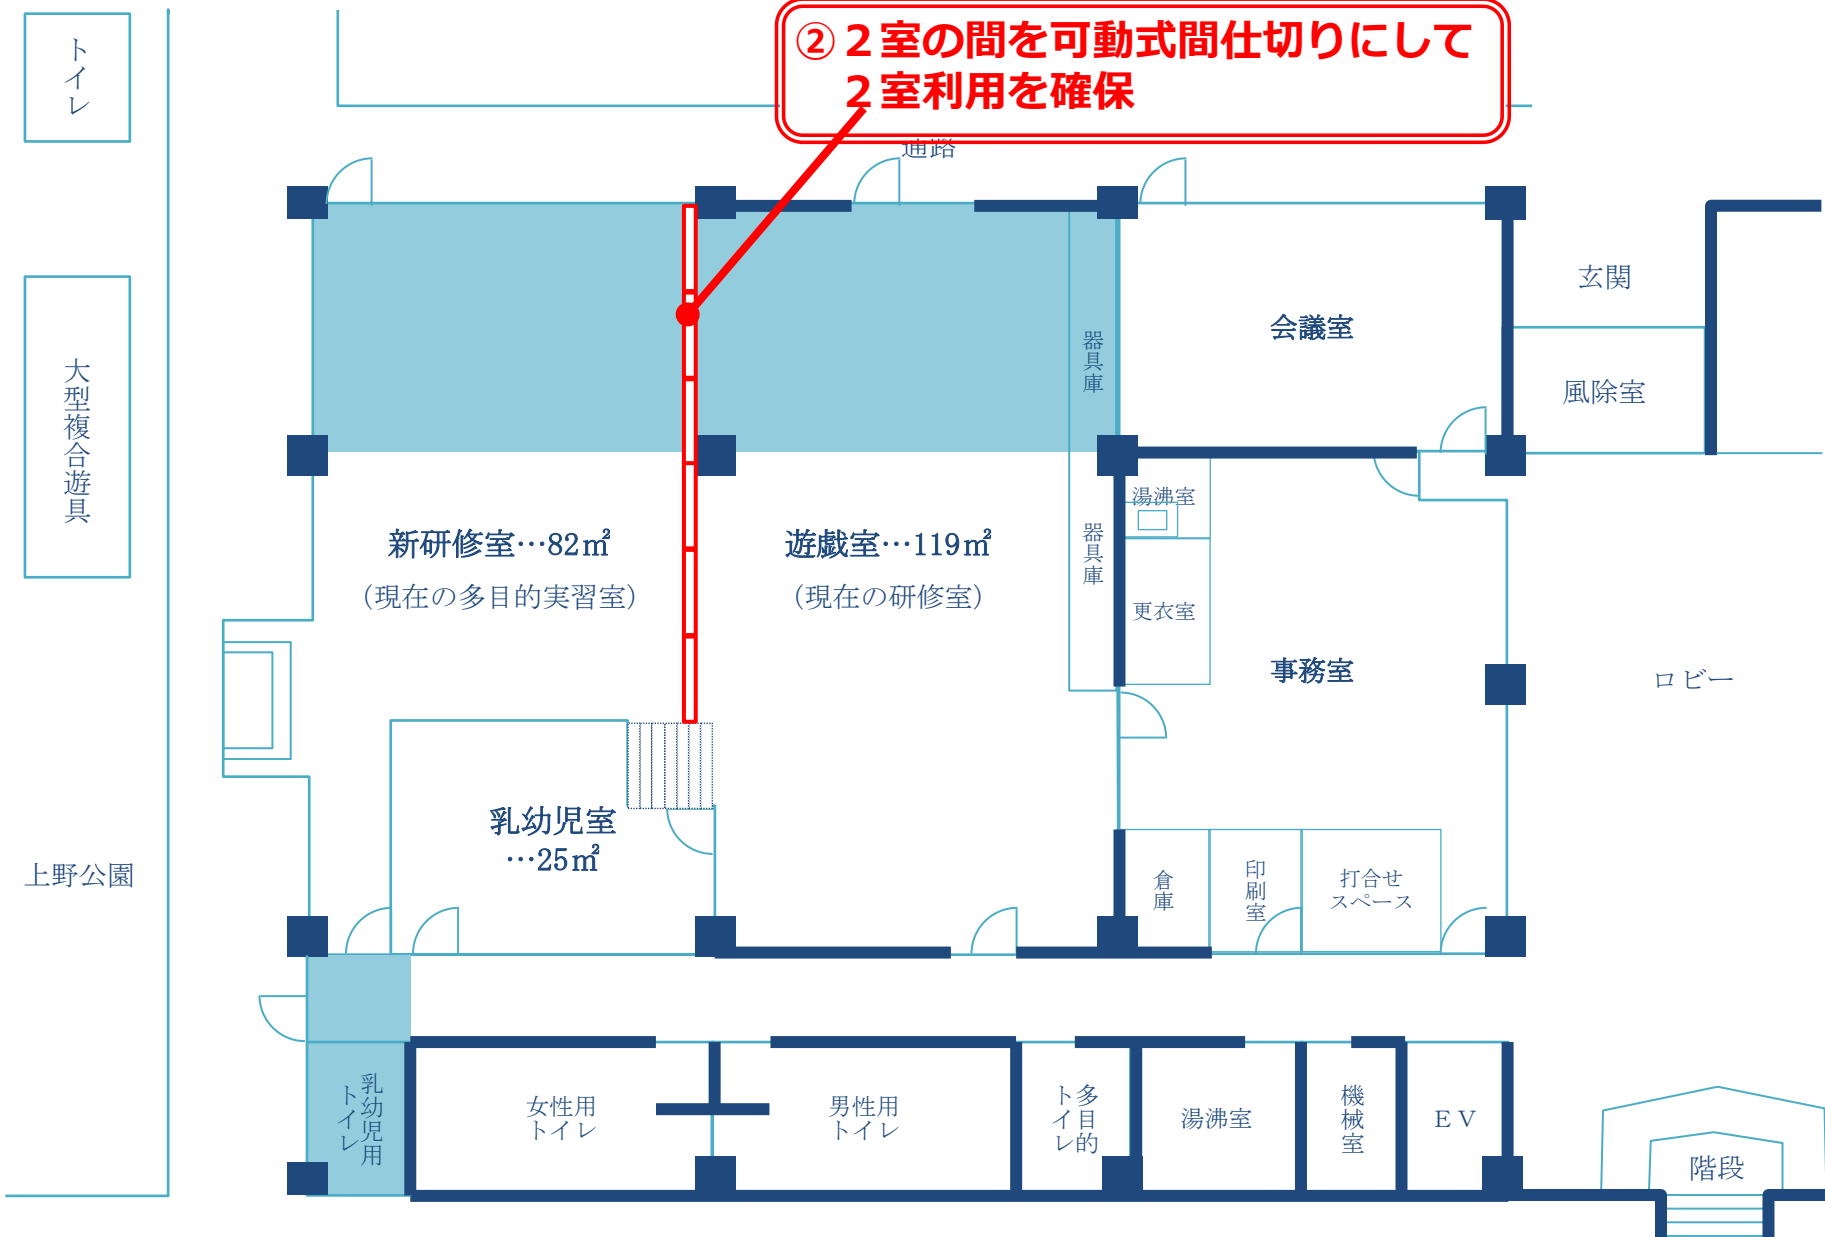 ②２室の間を可動式間仕切りにして
２室利用を確保
トイレ
通路
玄関
会議室
器具庫
風除室
大型複合遊具
湯沸室
新研修室…82㎡
遊戯室…119㎡
器具庫
（現在の多目的実習室）
（現在の研修室）
更衣室
事務室
ロビー
乳幼児室
…25㎡
上野公園
倉庫
印刷室
打合せ
スペース
乳幼児用
トイレ
女性用
トイレ
男性用
トイレ
多目的
トイレ
湯沸室
機械室
ＥＶ
階段